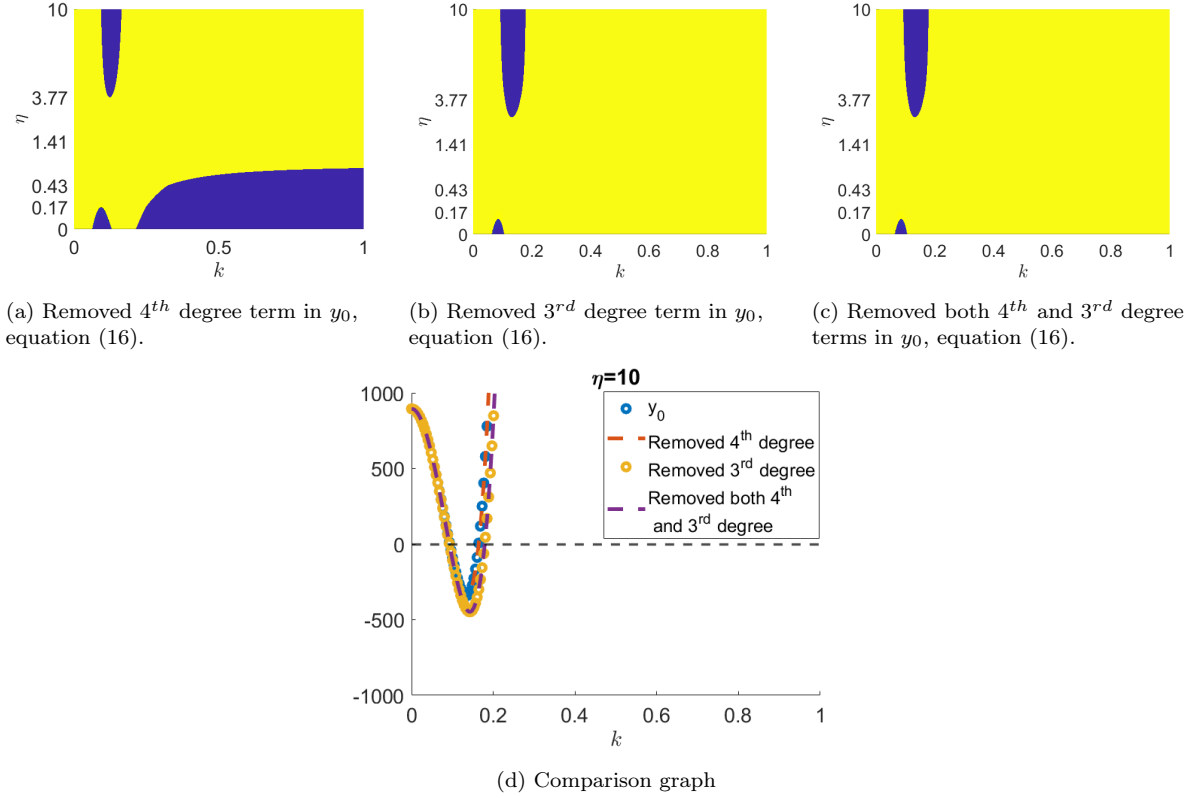 10
3.77
η
1.41
0.43
0.17
0
0
0.5
1
k
10
3.77
η
1.41
0.43
0.17
0
0
0.2
0.4
0.6
0.8
1
k
10
3.77
η
1.41
0.43
0.17
0
0
0.2
0.4
0.6
0.8
1
k
(a) Removed 4th degree term in y0,
equation (16).
(b) Removed 3rd degree term in y0,
equation (16).
(c) Removed both 4th and 3rd degree
terms in y0, equation (16).
η=10
1000
500
0
-500
-1000
y0
Removed 4th degree
Removed 3rd degree
Removed both 4th
and 3rd degree
0
0.2
0.4
0.6
0.8
1
k
(d) Comparison graph